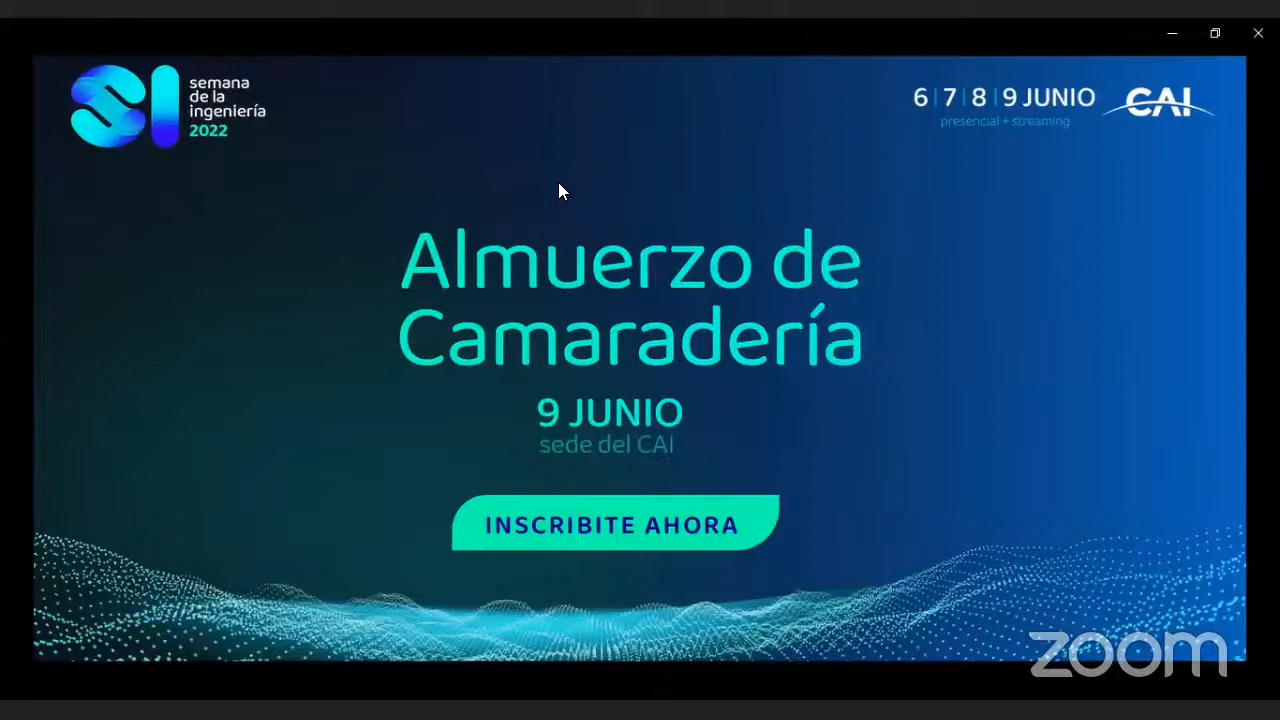 SI
semana
de la
ingeniería
2022
6 | 7 | 8 | 9 JUNIO
presencial + streaming
CAI
Almuerzo de
Camaradería
9 JUNIO
sede del CAI
INSCRIBITE AHORA
zoom